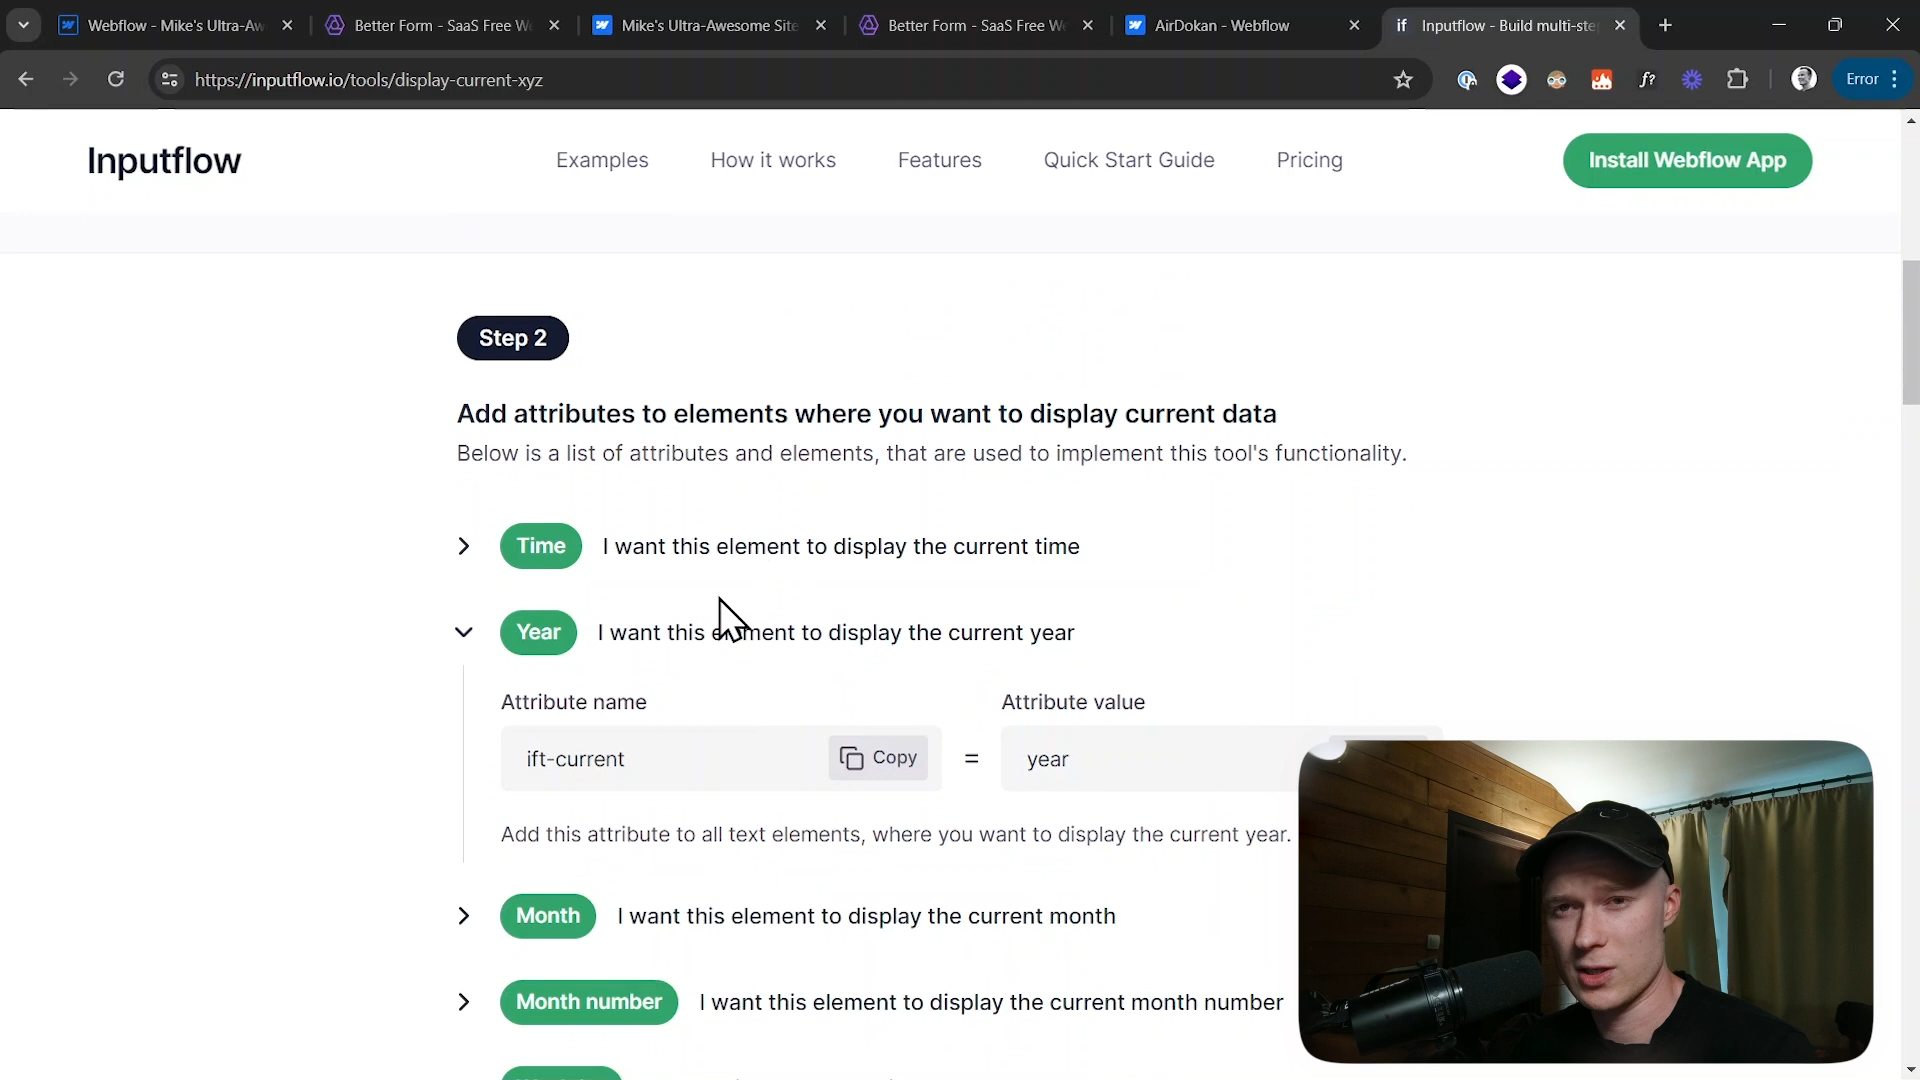 Webflow - Mike's Ultra-Aw
Better Form - SaaS Free We
Mike's Ultra-Awesome Site
Better Form - SaaS Free We
AirDokan - Webflow
if Inputflow - Build multi-ste
https://inputflow.io/tools/display-current-xyz
f?
Error
Inputflow
Examples
How it works
Features
Quick Start Guide
Pricing
Install Webflow App
Step 2
Add attributes to elements where you want to display current data
Below is a list of attributes and elements, that are used to implement this tool's functionality.
Time I want this element to display the current time
Year I want this element to display the current year
Attribute name
Attribute value
ift-current
Copy
=
year
Add this attribute to all text elements, where you want to display the current year.
Month I want this element to display the current month
Month number I want this element to display the current month number